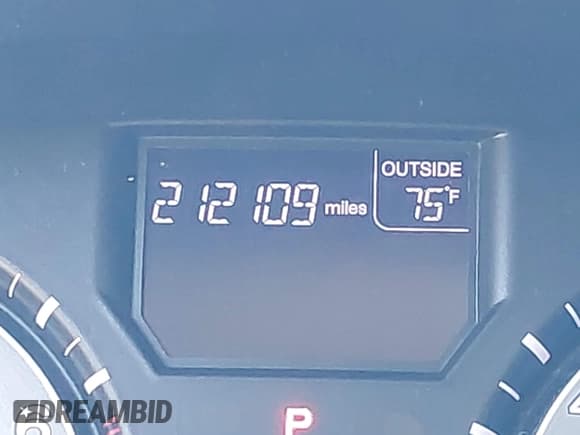 OUTSIDE
212109 miles 75°F
P
DREAMBID